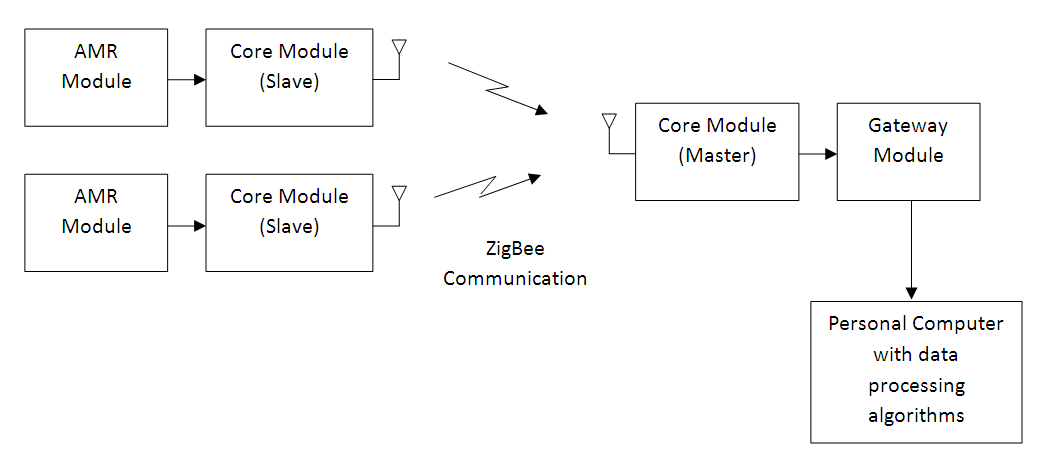 AMR
Module
Core Module
(Slave)
AMR
Module
Core Module
(Slave)
ZigBee
Communication
Core Module
(Master)
Gateway
Module
Personal Computer
with data
processing
algorithms